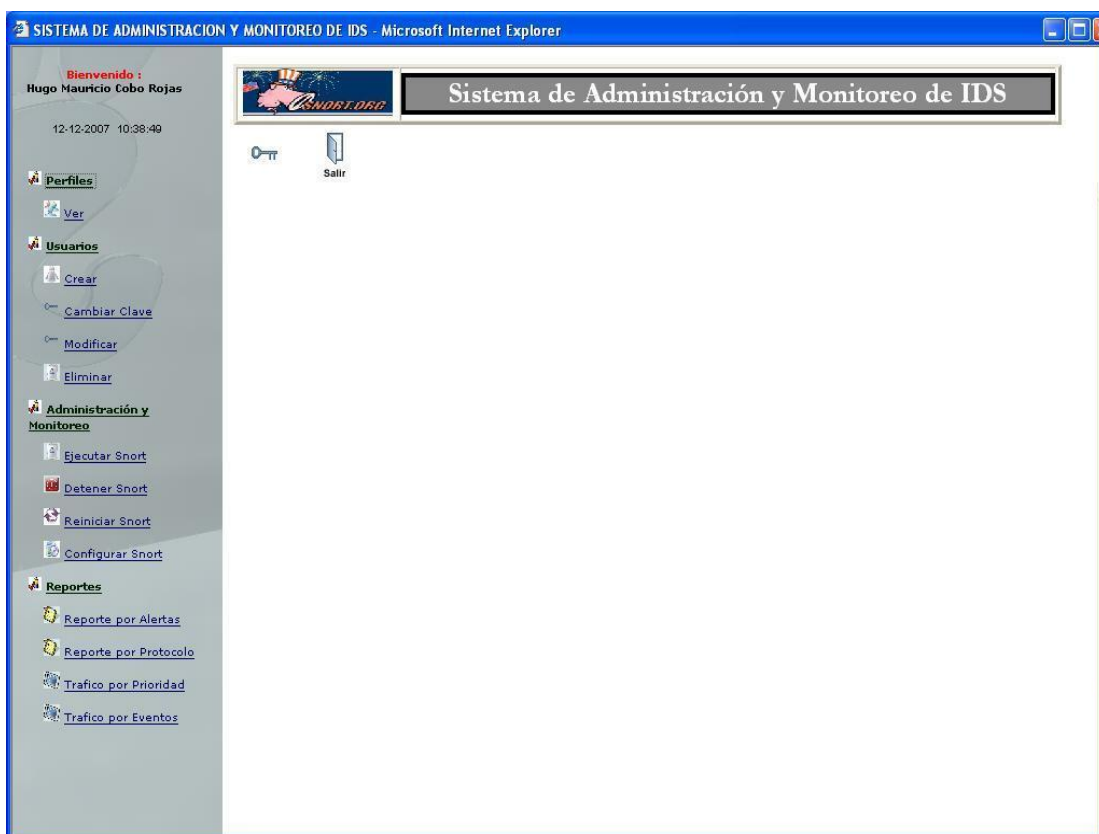 SISTEMA DE ADMINISTRACION Y MONITOREO DE IDS - Microsoft Internet Explorer
Bienvenido :
Hugo Mauricio Cobo Rojas
12-12-2007 10:38:49
Perfiles
Ver
Usuarios
Crear
Cambiar Clave
Modificar
Eliminar
Administración y
Monitoreo
Ejecutar Snort
Detener Snort
Reiniciar Snort
Configurar Snort
Reportes
Reporte por Alertas
Reporte por Protocolo
Trafico por Prioridad
Trafico por Eventos
SNORT.ORG
Sistema de Administración y Monitoreo de IDS
Salir